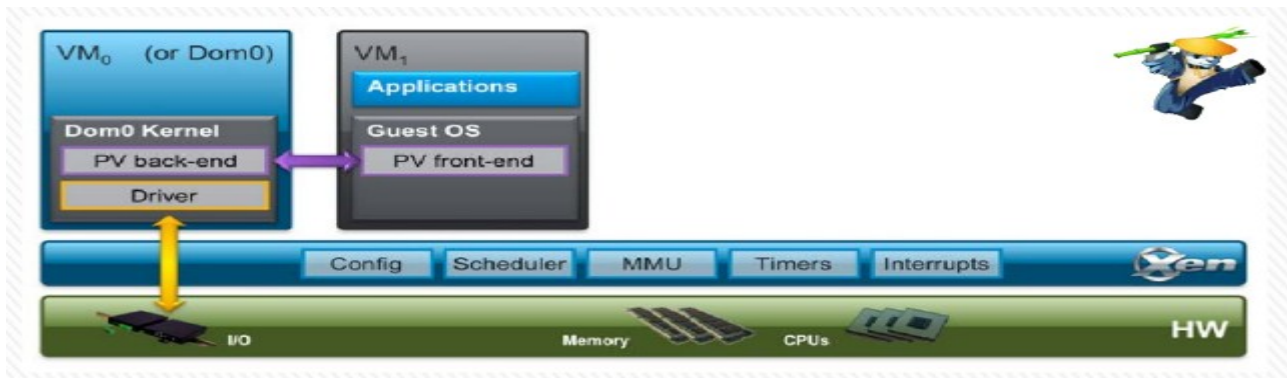 VM₀ (or Dom0)
Dom0 Kernel
PV back-end
Driver
VM₁
Applications
Guest OS
PV front-end
Config Scheduler MMU Timers Interrupts
Xen
I/O Memory CPUs HW